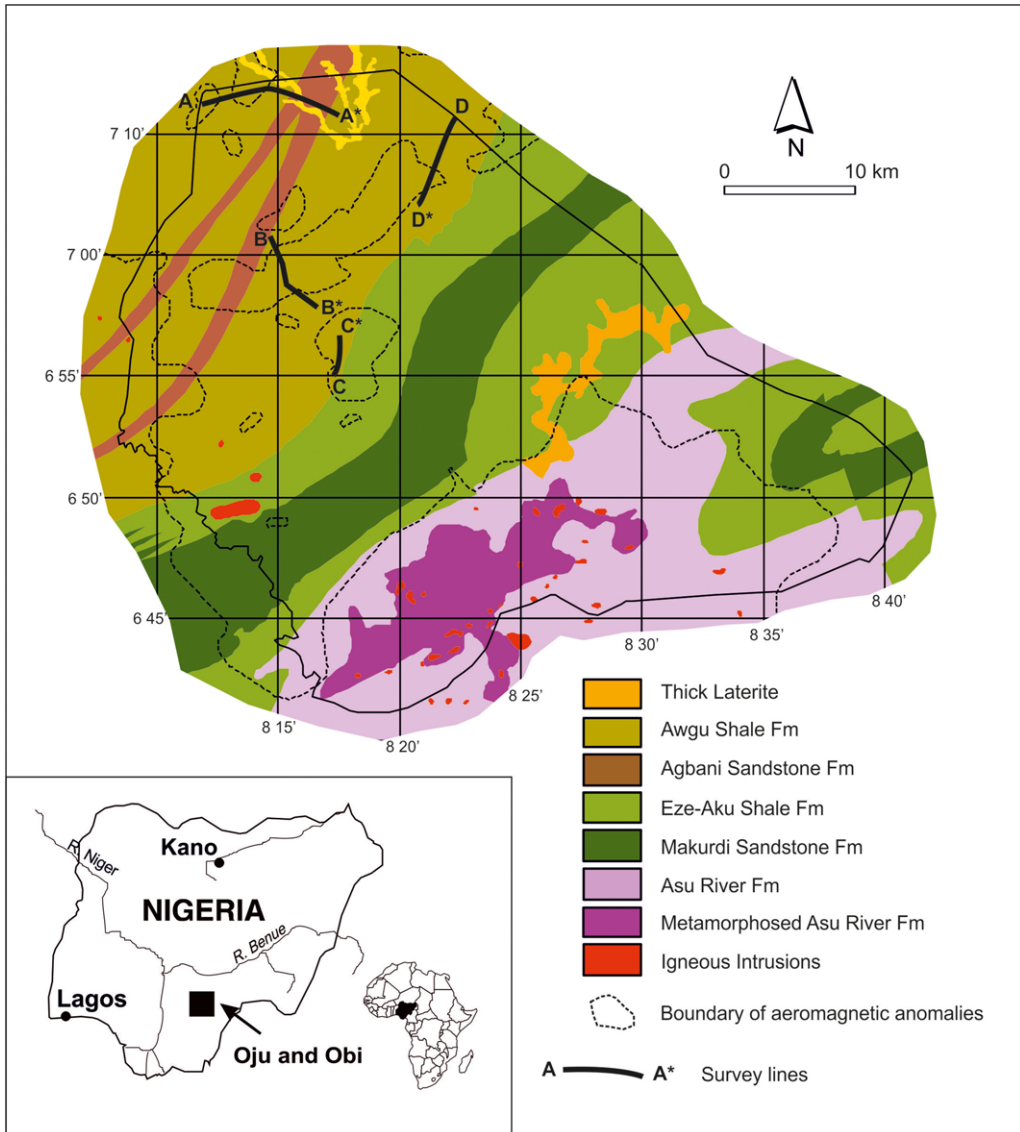 A
A*
D
7 10’
N
0 10 km
D*
B
7 00’
B*
C*
6 55’
C
6 50’
8 40’
6 45’
8 35’
8 30’
8 25’
8 15’
8 20’
Thick Laterite
Awgu Shale Fm
Agbani Sandstone Fm
Eze-Aku Shale Fm
Makurdi Sandstone Fm
Asu River Fm
Metamorphosed Asu River Fm
Igneous Intrusions
Boundary of aeromagnetic anomalies
A A* Survey lines
R. Niger
Kano
NIGERIA
R. Benue
Lagos
Oju and Obi